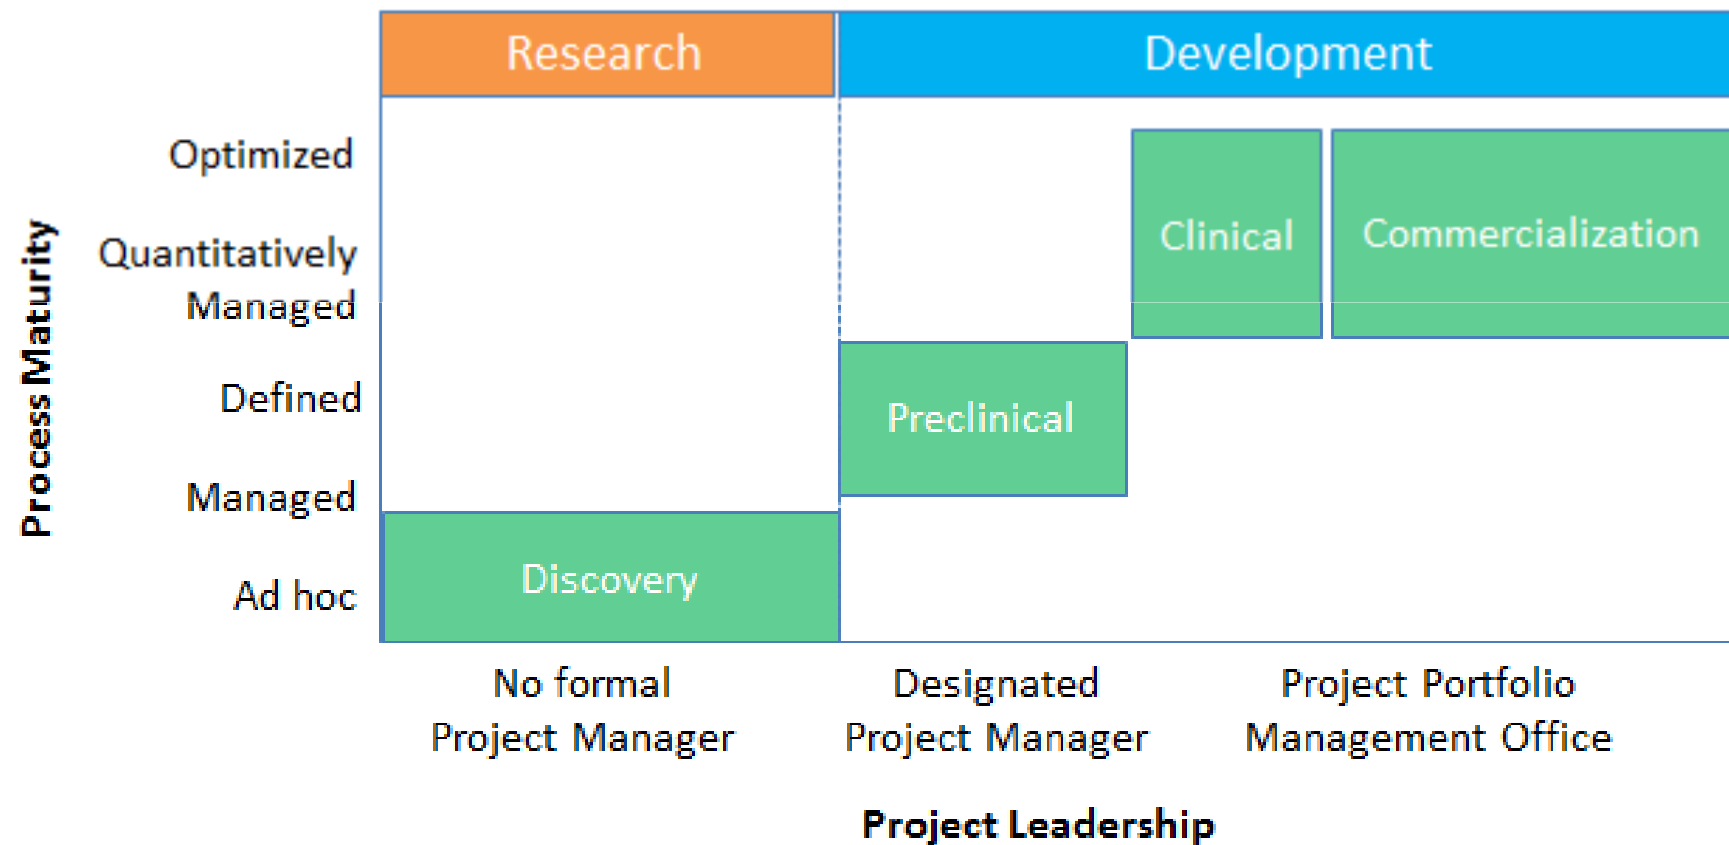 Research
Development
Optimized
Quantitatively
Managed
Defined
Managed
Ad hoc
Process Maturity
Clinical
Commercialization
Preclinical
Discovery
No formal
Project Manager
Designated
Project Manager
Project Portfolio
Management Office
Project Leadership